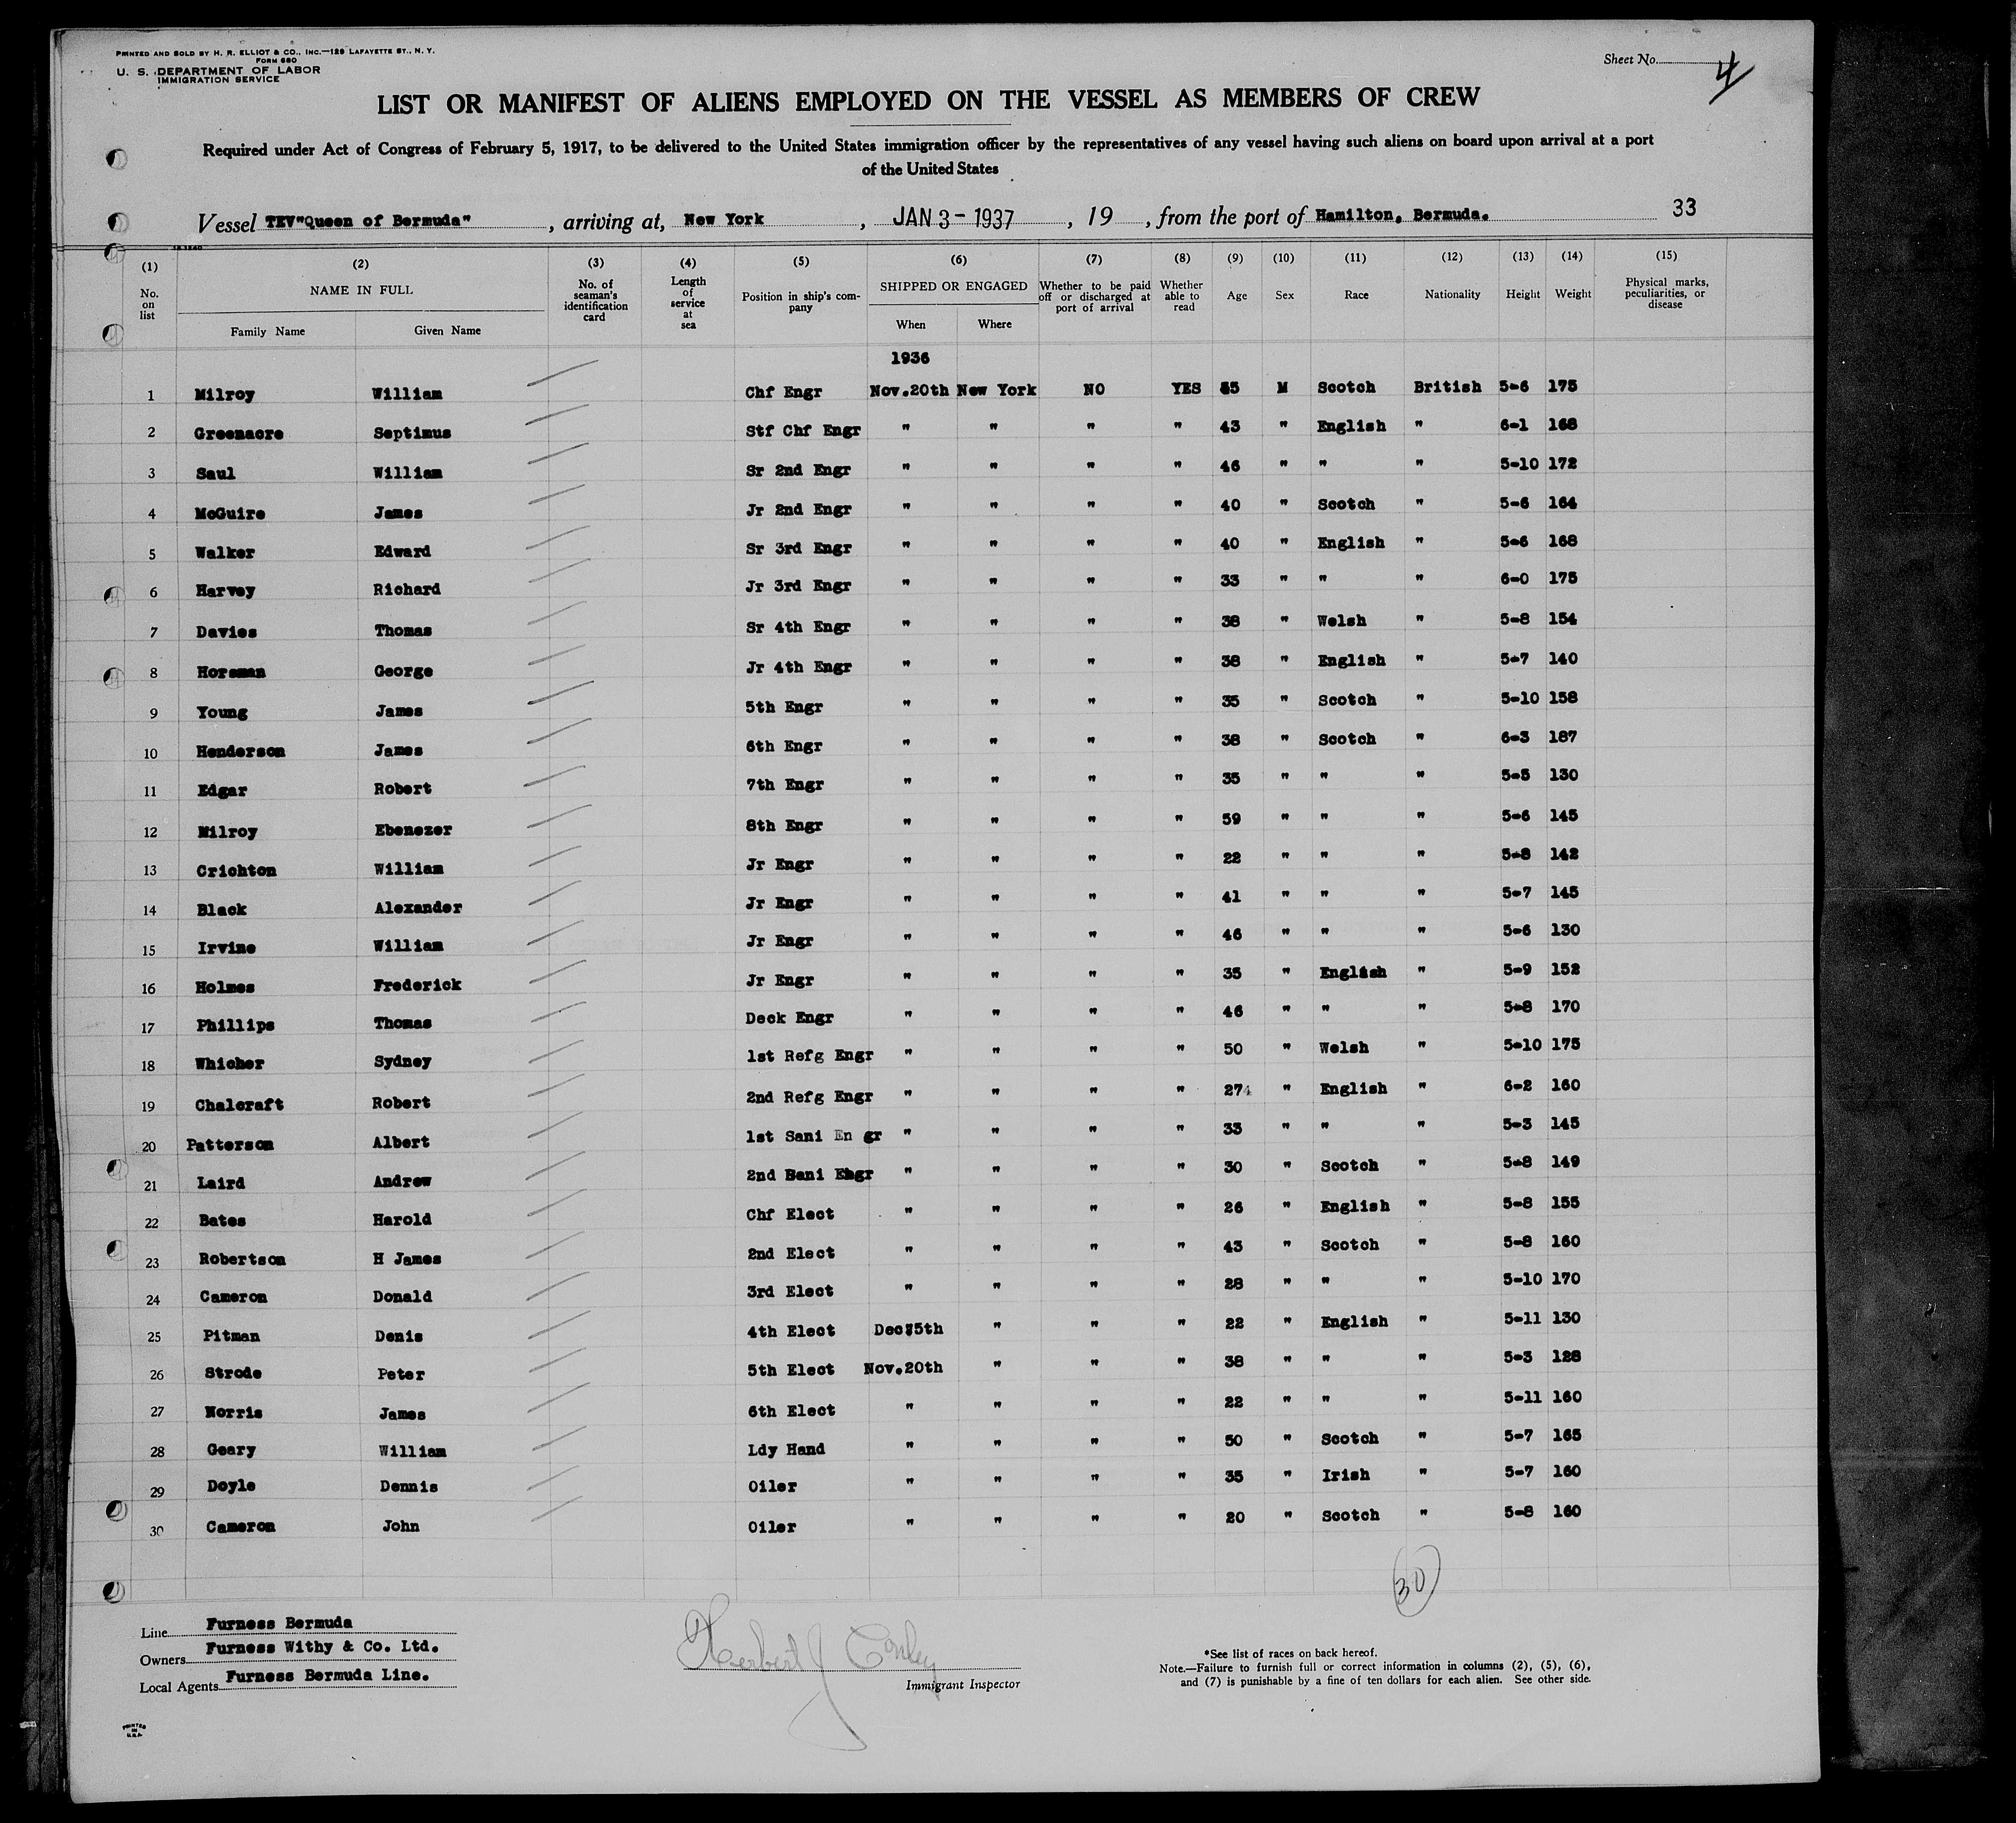 PRINTED AND SOLD BY H. R. ELLIOT & CO., INC.—129 LAFAYETTE ST., N. Y.
FORM 680
U. S. DEPARTMENT OF LABOR
IMMIGRATION SERVICE
Sheet No. 4
LIST OR MANIFEST OF ALIENS EMPLOYED ON THE VESSEL AS MEMBERS OF CREW
Required under Act of Congress of February 5, 1917, to be delivered to the United States immigration officer by the representatives of any vessel having such aliens on board upon arrival at a port
of the United States
Vessel TEV"Queen of Bermuda" , arriving at, New York , JAN 3 - 1937 , 19 , from the port of Hamilton, Bermuda. 33
(1) (2) (3) (4) (5) (6) (7) (8) (9) (10) (11) (12) (13) (14) (15)
No. on list NAME IN FULL Family Name Given Name No. of seaman's identification card Length of service at sea Position in ship's company SHIPPED OR ENGAGED When Where Whether to be paid off or discharged at port of arrival Whether able to read Age Sex Race Nationality Height Weight Physical marks, peculiarities, or disease
1936
1 Milroy William Chf Engr Nov.20th New York NO YES M Scotch British 5-6 175
2 Greenacre Septimus Stf Chf Engr " " " " 43 " English " 6-1 168
3 Saul William Sr 2nd Engr " " " " 46 " " " 5-10 172
4 McGuire James Jr 2nd Engr " " " " 40 " Scotch " 5-6 164
5 Walker Edward Sr 3rd Engr " " " " 40 " English " 5-6 168
6 Harvey Richard Jr 3rd Engr " " " " 33 " " " 6-0 175
7 Davies Thomas Sr 4th Engr " " " " 38 " Welsh " 5-8 154
8 Horsman George Jr 4th Engr " " " " 38 " English " 5-7 140
9 Young James 5th Engr " " " " 35 " Scotch " 5-10 158
10 Henderson James 6th Engr " " " " 38 " Scotch " 6-3 187
11 Edgar Robert 7th Engr " " " " 35 " " " 5-5 130
12 Milroy Ebenezer 8th Engr " " " " 59 " " " 5-6 145
13 Crichton William Jr Engr " " " " 22 " " " 5-8 142
14 Black Alexander Jr Engr " " " " 41 " " " 5-7 145
15 Irvine William Jr Engr " " " " 46 " " " 5-6 130
16 Holmes Frederick Jr Engr " " " " 35 " English " 5-9 152
17 Phillips Thomas Deck Engr " " " " 46 " " " 5-8 170
18 Whicher Sydney 1st Refg Engr " " " " 50 " Welsh " 5-10 175
19 Chalcraft Robert 2nd Refg Engr " " " " 274 " English " 6-2 160
20 Patterson Albert 1st Sani En gr " " " " 33 " " " 5-3 145
21 Laird Andrew 2nd Sani Engr " " " " 30 " Scotch " 5-8 149
22 Bates Harold Chf Elect " " " " 26 " English " 5-8 155
23 Robertson H James 2nd Elect " " " " 43 " Scotch " 5-8 160
24 Cameron Donald 3rd Elect " " " " 28 " " " 5-10 170
25 Pitman Denis 4th Elect " " " 22 " English " 5-11 130
26 Strode Peter 5th Elect Nov.20th " " " 38 " " " 5-3 128
27 Norris James 6th Elect " " " " 22 " " " 5-11 160
28 Geary William Ldy Hand " " " " 50 " Scotch " 5-7 165
29 Doyle Dennis Oiler " " " " 35 " Irish " 5-7 160
30 Cameron John Oiler " " " " 20 " Scotch " 5-8 160
30
Line Furness Bermuda
Owners Furness Withy & Co. Ltd.
Local Agents Furness Bermuda Line.
Herbert J Conley
Immigrant Inspector
*See list of races on back hereof.
Note.—Failure to furnish full or correct information in columns (2), (5), (6),
and (7) is punishable by a fine of ten dollars for each alien. See other side.
PRINTED
IN
U.S.A.